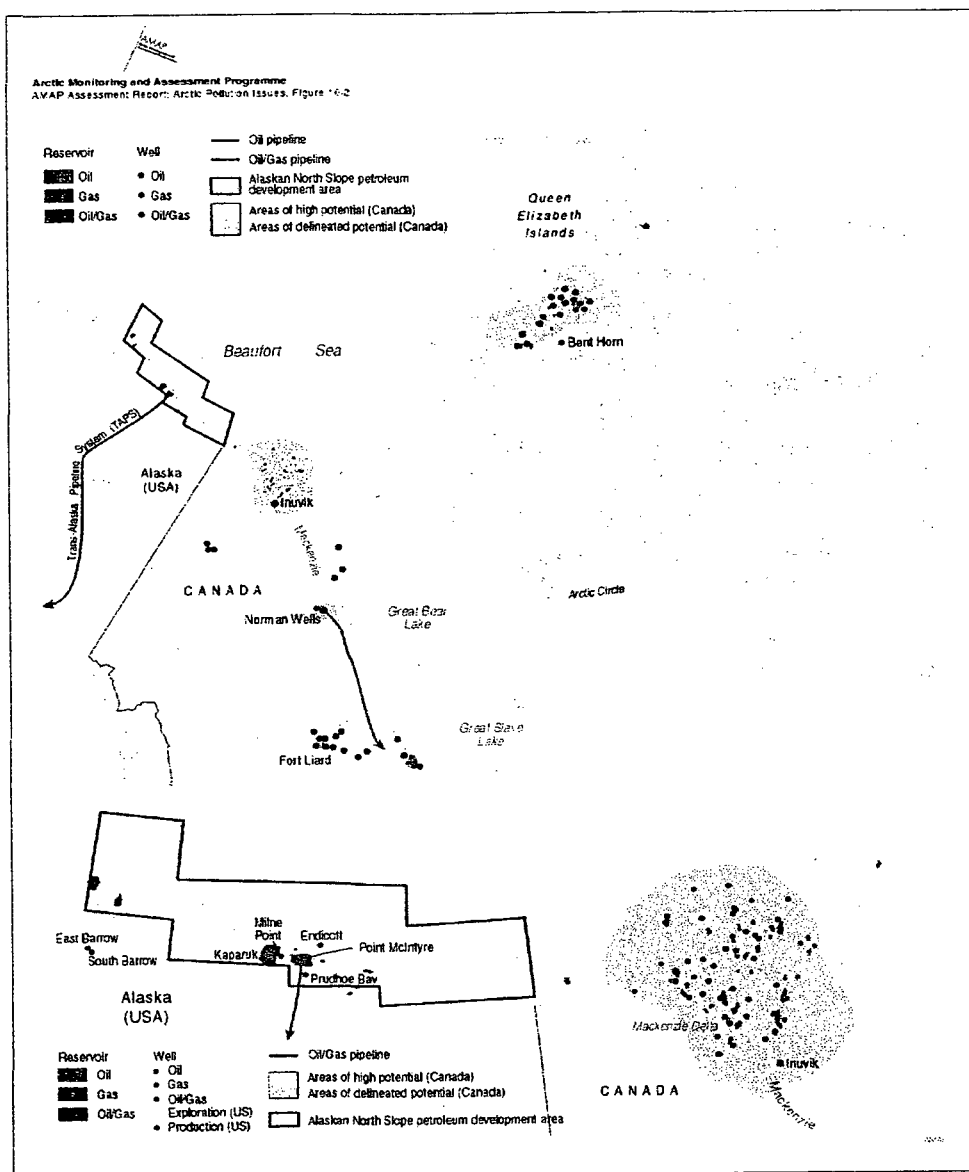 AMAP
Arctic Monitoring and Assessment Programme
AMAP Assessment Report: Arctic Pollution Issues, Figure
Reservoir
Oil
Gas
Oil/Gas
Well
Oil
Gas
Oil/Gas
Oil pipeline
Oil/Gas pipeline
Alaskan North Slope petroleum
development area
Areas of high potential (Canada)
Areas of delineated potential (Canada)
Queen
Elizabeth
Islands
Bent Horn
Beaufort Sea
Trans-Alaska Pipeline System (TAPS)
Alaska
(USA)
Inuvik
Mackenzie
CANADA
Norman Wells
Great Bear
Lake
Arctic Circle
Great Slave
Lake
Fort Liard
East Barrow
South Barrow
Milne
Point
Endicott
Kaparuk
Point McIntyre
Prudhoe Bay
Alaska
(USA)
Mackenzie Delta
Inuvik
CANADA
Mackenzie
Reservoir
Oil
Gas
Oil/Gas
Well
Oil
Gas
Oil/Gas
Exploration (US)
Production (US)
Oil/Gas pipeline
Areas of high potential (Canada)
Areas of delineated potential (Canada)
Alaskan North Slope petroleum development area